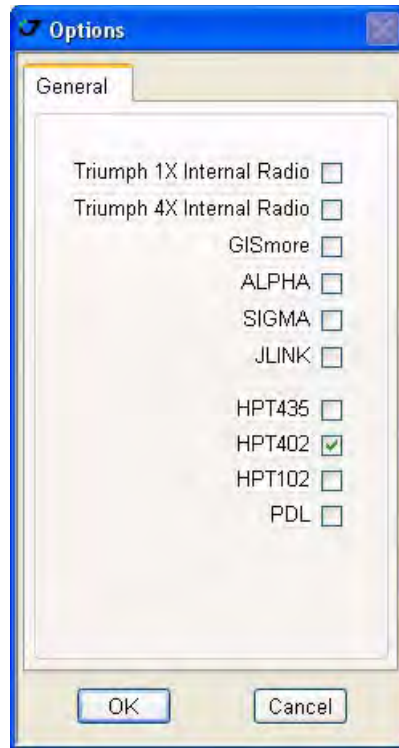 Options
General
Triumph 1X Internal Radio
Triumph 4X Internal Radio
GISmore
ALPHA
SIGMA
JLINK
HPT435
HPT402
HPT102
PDL
OK Cancel